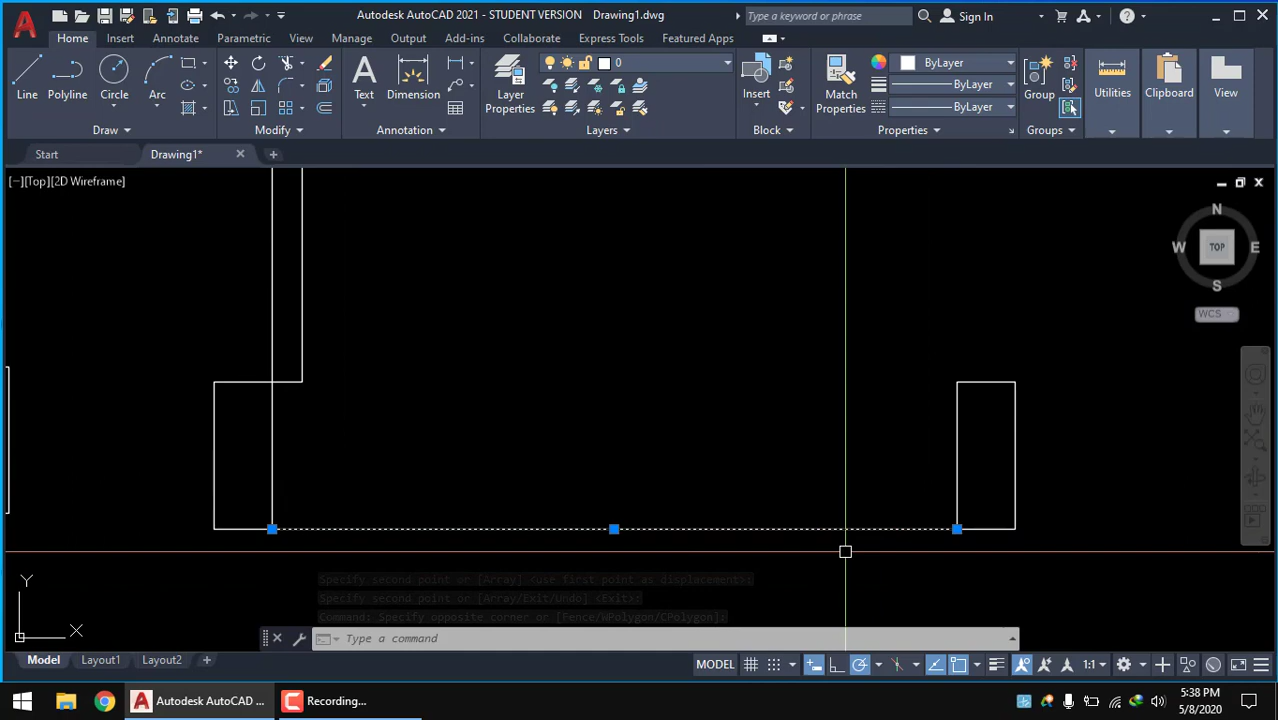 Autodesk AutoCAD 2021 - STUDENT VERSION Drawing1.dwg
Type a keyword or phrase
Sign In
Home Insert Annotate Parametric View Manage Output Add-ins Collaborate Express Tools Featured Apps
Line Polyline Circle Arc
Text Dimension
Layer
Properties
0
Insert
Match
Properties
ByLayer
ByLayer
ByLayer
Group
Utilities
Clipboard
View
Draw Modify Annotation Layers Block Properties Groups
Start Drawing1*
[−][Top][2D Wireframe]
N
W TOP E
S
WCS
Y
X
Specify second point or [Array] <use first point as displacement>:
Specify second point or [Array/Exit/Undo] <Exit>:
Command: Specify opposite corner or [Fence/WPolygon/CPolygon]:
Type a command
Model Layout1 Layout2
MODEL
1:1
Autodesk AutoCAD ...
Recording...
5:38 PM
5/8/2020